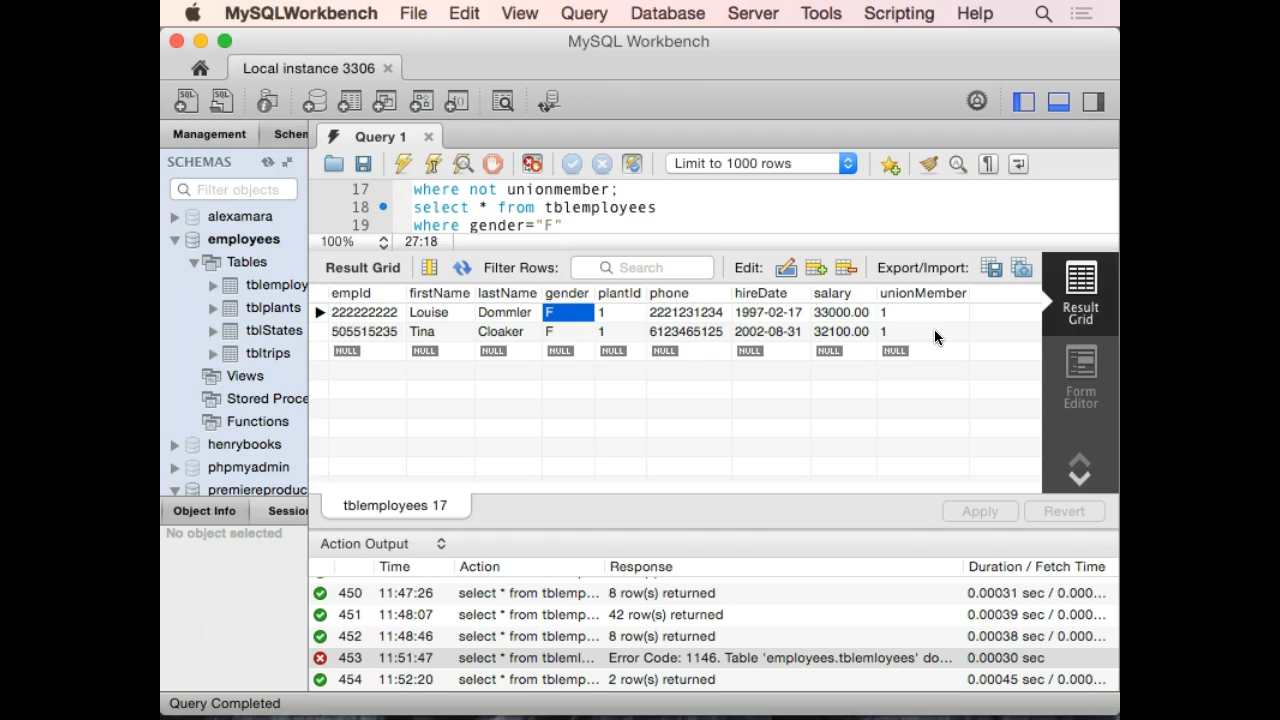 MySQLWorkbench File Edit View Query Database Server Tools Scripting Help
MySQL Workbench
Local instance 3306
Management Schen
Query 1
SCHEMAS
Limit to 1000 rows
Filter objects
17 where not unionmember;
18 select * from tblemployees
19 where gender="F"
100% 27:18
alexamara
employees
Tables
tblemploy
tblplants
tblStates
tbltrips
Views
Stored Proce
Functions
henrybooks
phpmyadmin
premiereproduc
Result Grid Filter Rows: Search Edit: Export/Import:
empId firstName lastName gender plantId phone hireDate salary unionMember
222222222 Louise Dommler F 1 2221231234 1997-02-17 33000.00 1
505515235 Tina Cloaker F 1 6123465125 2002-08-31 32100.00 1
NULL NULL NULL NULL NULL NULL NULL NULL NULL
Result
Grid
Form
Editor
tblemployees 17
Apply Revert
Object Info Session
No object selected
Action Output
Time Action Response Duration / Fetch Time
450 11:47:26 select * from tblemp... 8 row(s) returned 0.00031 sec / 0.000...
451 11:48:07 select * from tblemp... 42 row(s) returned 0.00039 sec / 0.000...
452 11:48:46 select * from tblemp... 8 row(s) returned 0.00038 sec / 0.000...
453 11:51:47 select * from tbleml... Error Code: 1146. Table 'employees.tblemloyees' do... 0.00030 sec
454 11:52:20 select * from tblemp... 2 row(s) returned 0.00045 sec / 0.000...
Query Completed